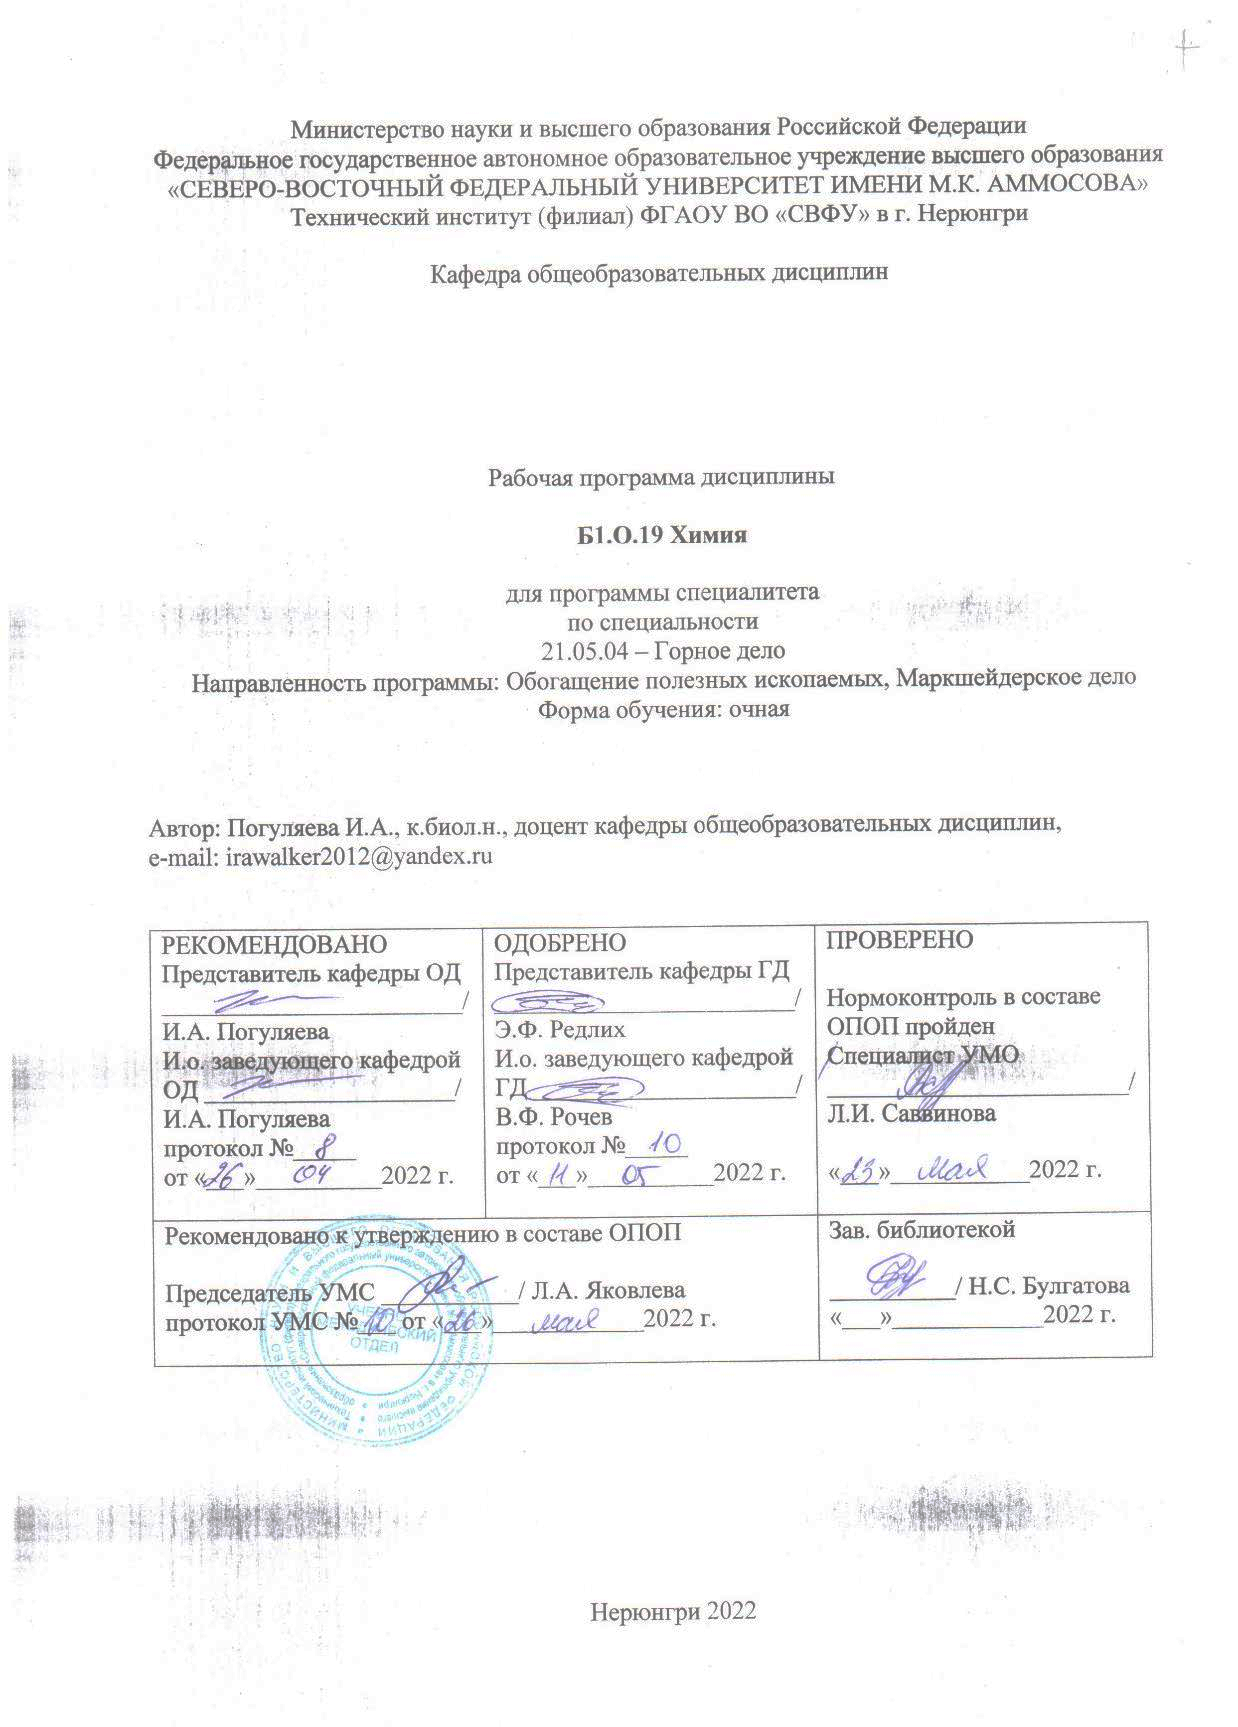 Министерство науки и высшего образования Российской Федерации
Федеральное государственное автономное образовательное учреждение высшего образования
«СЕВЕРО-ВОСТОЧНЫЙ ФЕДЕРАЛЬНЫЙ УНИВЕРСИТЕТ ИМЕНИ М.К. АММОСОВА»
Технический институт (филиал) ФГАОУ ВО «СВФУ» в г. Нерюнгри
Кафедра общеобразовательных дисциплин
Рабочая программа дисциплины
Б1.О.19 Химия
для программы специалитета
по специальности
21.05.04 – Горное дело
Направленность программы: Обогащение полезных ископаемых, Маркшейдерское дело
Форма обучения: очная
Автор: Погуляева И.А., к.биол.н., доцент кафедры общеобразовательных дисциплин,
e-mail: irawalker2012@yandex.ru
РЕКОМЕНДОВАНО
Представитель кафедры ОД
/
И.А. Погуляева
И.о. заведующего кафедрой
ОД /
И.А. Погуляева
протокол № 8
от «26» 04 2022 г.
ОДОБРЕНО
Представитель кафедры ГД
/
Э.Ф. Редлих
И.о. заведующего кафедрой
ГД /
В.Ф. Рочев
протокол № 10
от «11» 05 2022 г.
ПРОВЕРЕНО
Нормоконтроль в составе
ОПОП пройден
Специалист УМО
/
Л.И. Саввинова
«23» мая 2022 г.
Рекомендовано к утверждению в составе ОПОП
Председатель УМС / Л.А. Яковлева
протокол УМС № 10 от «26» мая 2022 г.
ОТДЕЛ
Зав. библиотекой
/ Н.С. Булгатова
«___» 2022 г.
Нерюнгри 2022